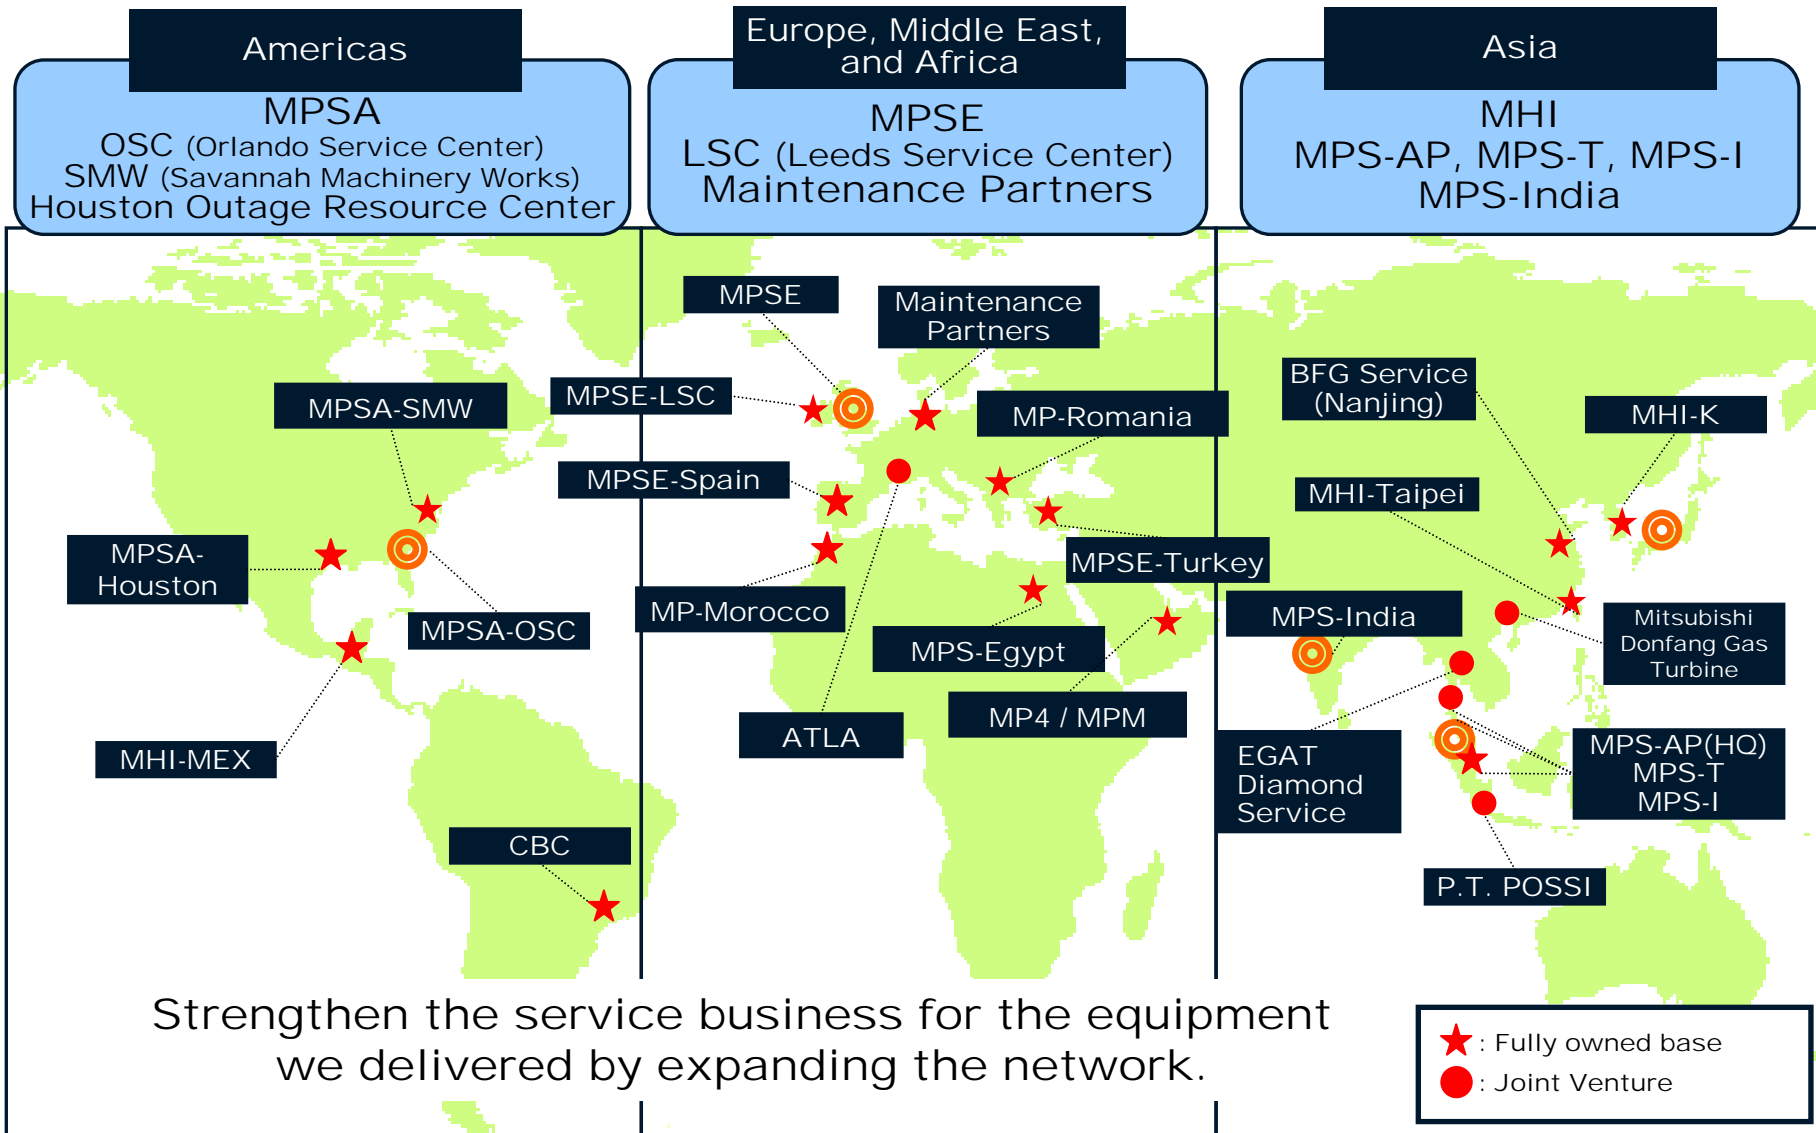 Americas
MPSA
OSC (Orlando Service Center)
SMW (Savannah Machinery Works)
Houston Outage Resource Center
Europe, Middle East,
and Africa
MPSE
LSC (Leeds Service Center)
Maintenance Partners
Asia
MHI
MPS-AP, MPS-T, MPS-I
MPS-India
MPSA-SMW
MPSA-
Houston
MPSA-OSC
MHI-MEX
CBC
MPSE
Maintenance
Partners
MPSE-LSC
MP-Romania
MPSE-Spain
MPSE-Turkey
MP-Morocco
MPS-Egypt
MP4 / MPM
ATLA
BFG Service
(Nanjing)
MHI-K
MHI-Taipei
MPS-India
Mitsubishi
Donfang Gas
Turbine
EGAT
Diamond
Service
MPS-AP(HQ)
MPS-T
MPS-I
P.T. POSSI
Strengthen the service business for the equipment
we delivered by expanding the network.
: Fully owned base
: Joint Venture